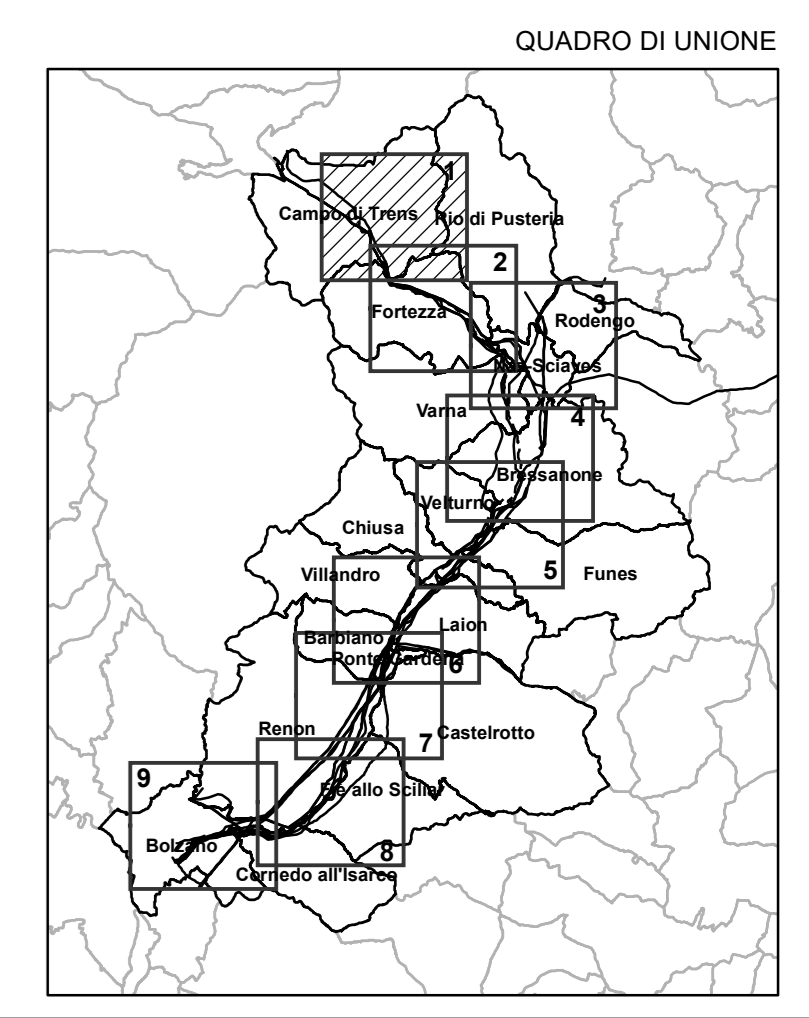 QUADRO DI UNIONE
1
Campo di Trens
Rio di Pusteria
2
3
Fortezza
Rodengo
Naz-Sciaves
Varna
4
Bressanone
Velturno
Chiusa
5
Villandro
Funes
Laion
Barbiano
Ponte Gardena
6
Renon
7
Castelrotto
9
Fie allo Sciliar
Bolzano
8
Cornedo all'Isarco